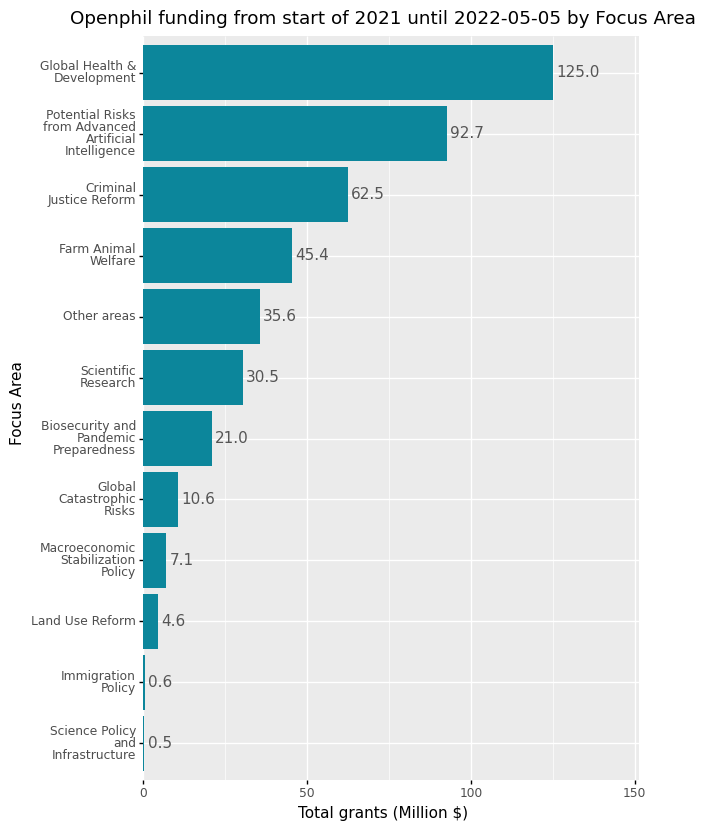 Openphil funding from start of 2021 until 2022-05-05 by Focus Area
Global Health &
Development
125.0
Potential Risks
from Advanced
Artificial
Intelligence
92.7
Criminal
Justice Reform
62.5
Farm Animal
Welfare
45.4
Other areas
35.6
Scientific
Research
30.5
Biosecurity and
Pandemic
Preparedness
21.0
Global
Catastrophic
Risks
10.6
Macroeconomic
Stabilization
Policy
7.1
Land Use Reform
4.6
Immigration
Policy
0.6
Science Policy
and
Infrastructure
0.5
Focus Area
0
50
100
150
Total grants (Million $)